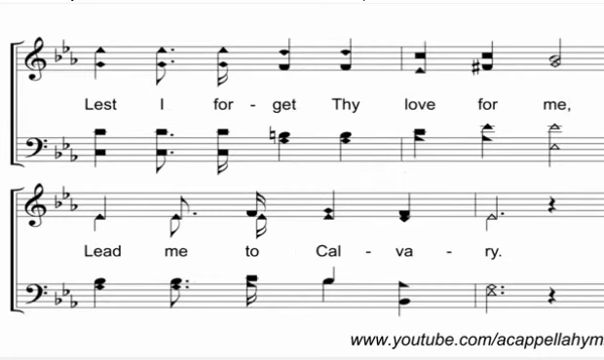 Lest I for - get Thy love for me,
Lead me to Cal - va - ry.
www.youtube.com/acappellahym